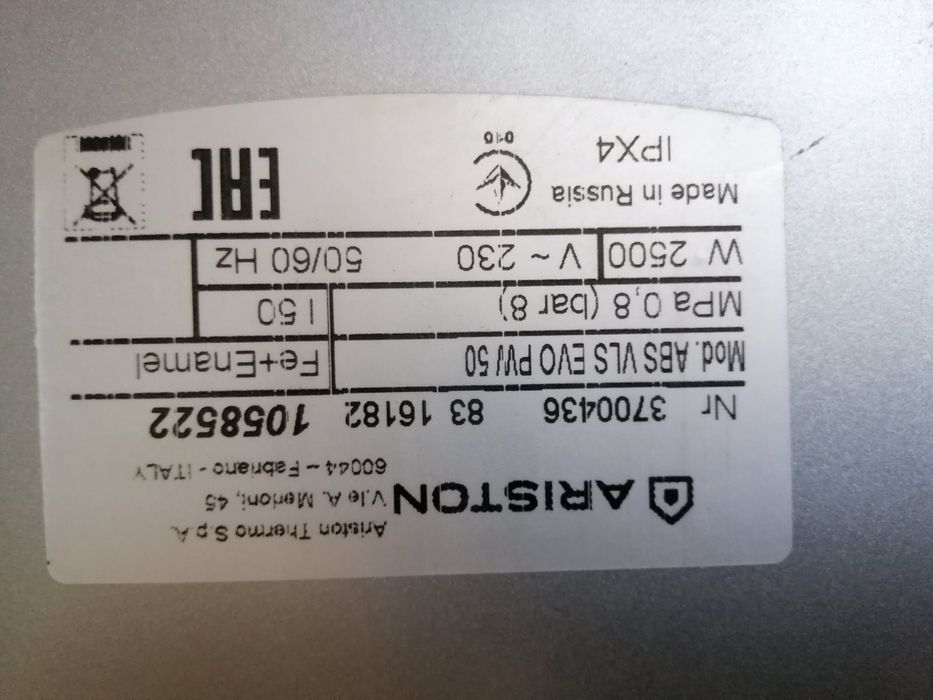 ARISTON
Ariston Thermo S.p.A.
V.le A. Merloni, 45
60044 - Fabriano - ITALY
Nr 3700436 83 16182 1058522
Mod. ABS VLS EVO PW 50 Fe+Enamel
MPa 0,8 (bar 8) l 50
W 2500 V ~ 230 50/60 Hz
Made in Russia
IPX4
016
EAC